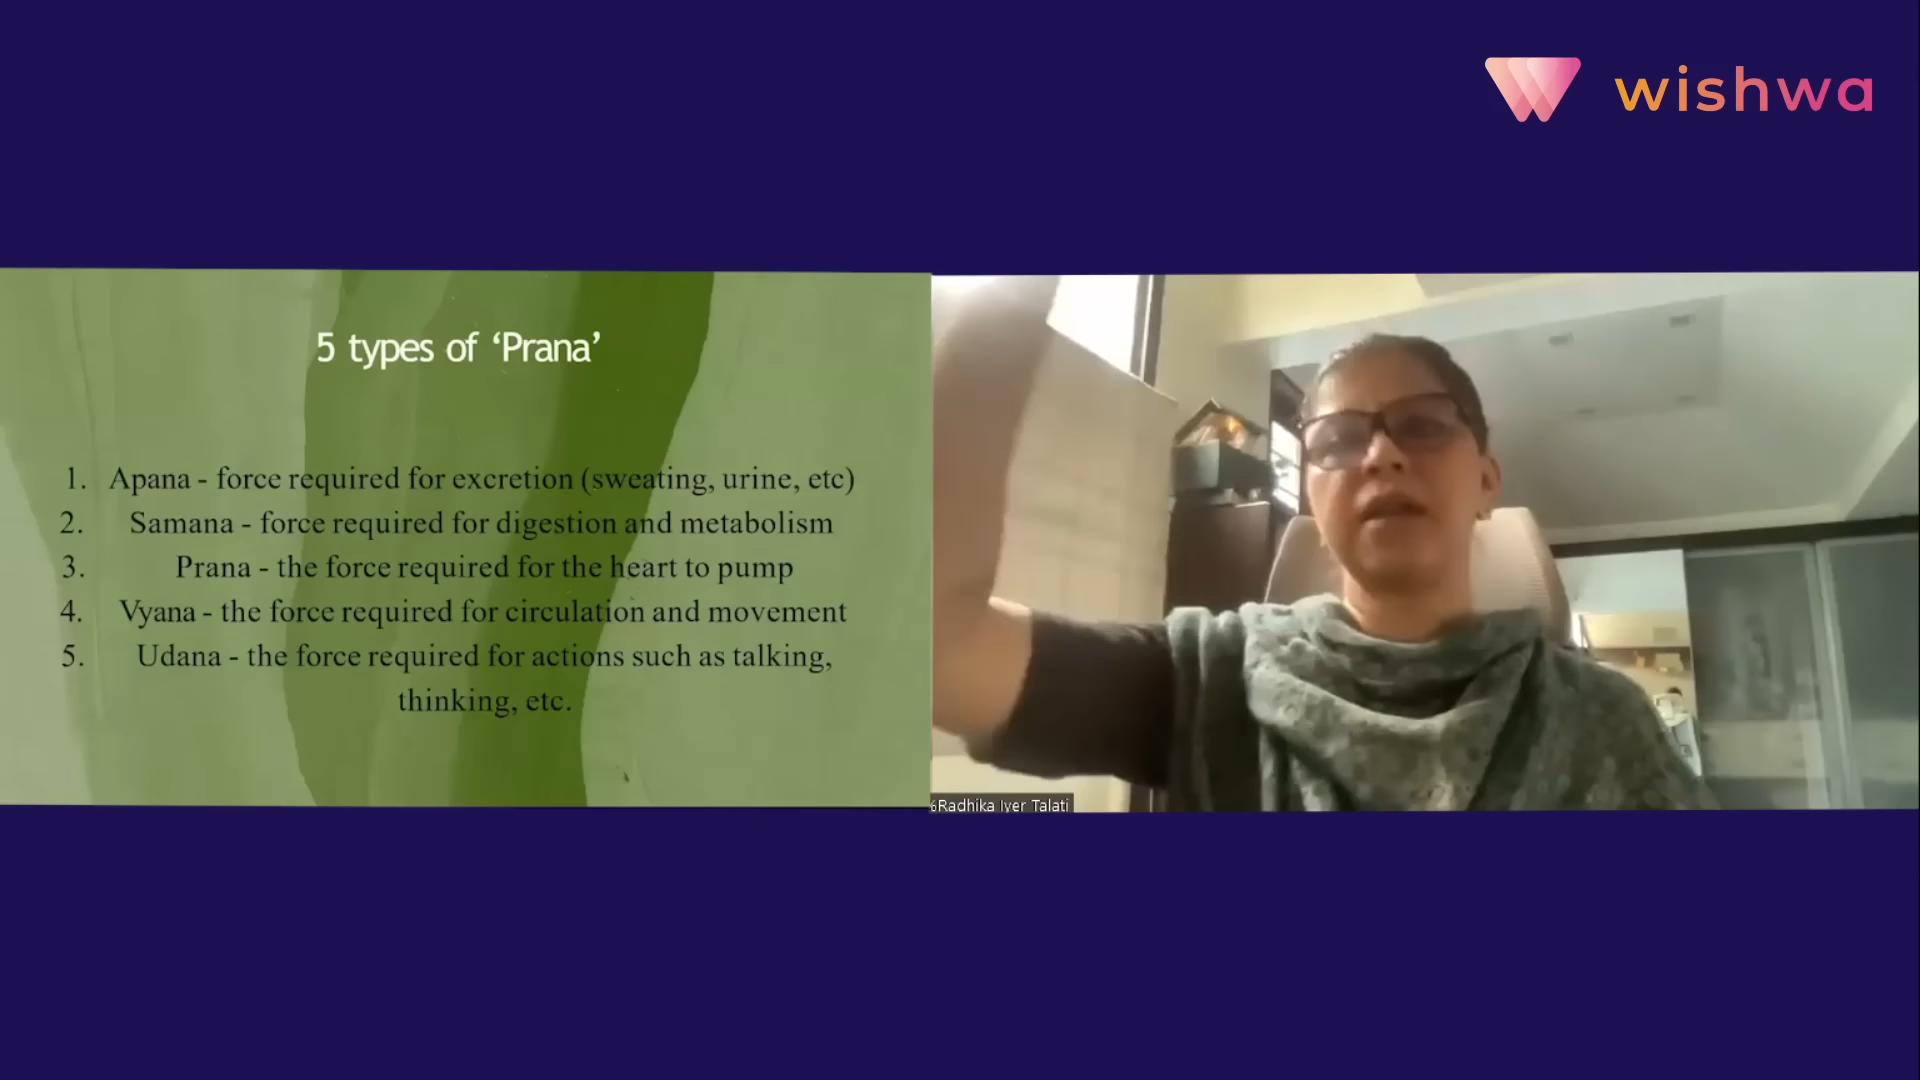 wishwa
5 types of ‘Prana’
1. Apana - force required for excretion (sweating, urine, etc)
2. Samana - force required for digestion and metabolism
3. Prana - the force required for the heart to pump
4. Vyana - the force required for circulation and movement
5. Udana - the force required for actions such as talking,
thinking, etc.
Radhika Iyer Talati